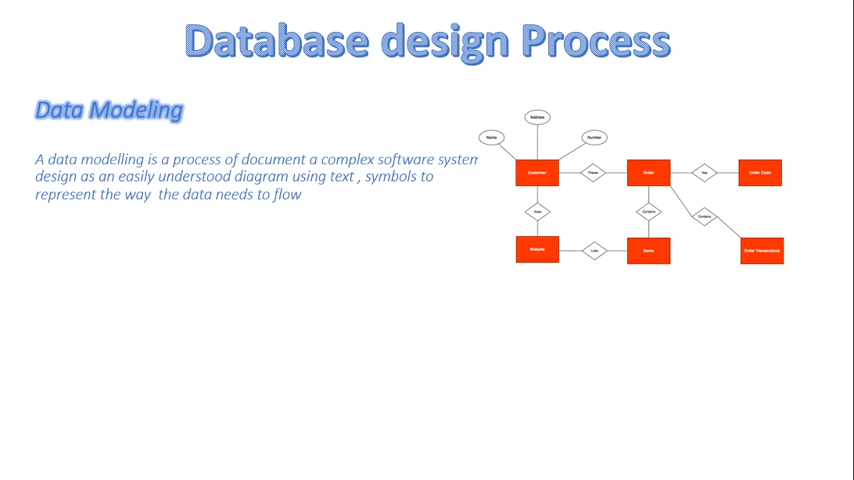 Database design Process
Data Modeling
A data modelling is a process of document a complex software system
design as an easily understood diagram using text , symbols to
represent the way the data needs to flow
Address
Name
Number
Customer
Places
Order
Has
Order Code
Contains
Contains
Website
Items
Order Transactions